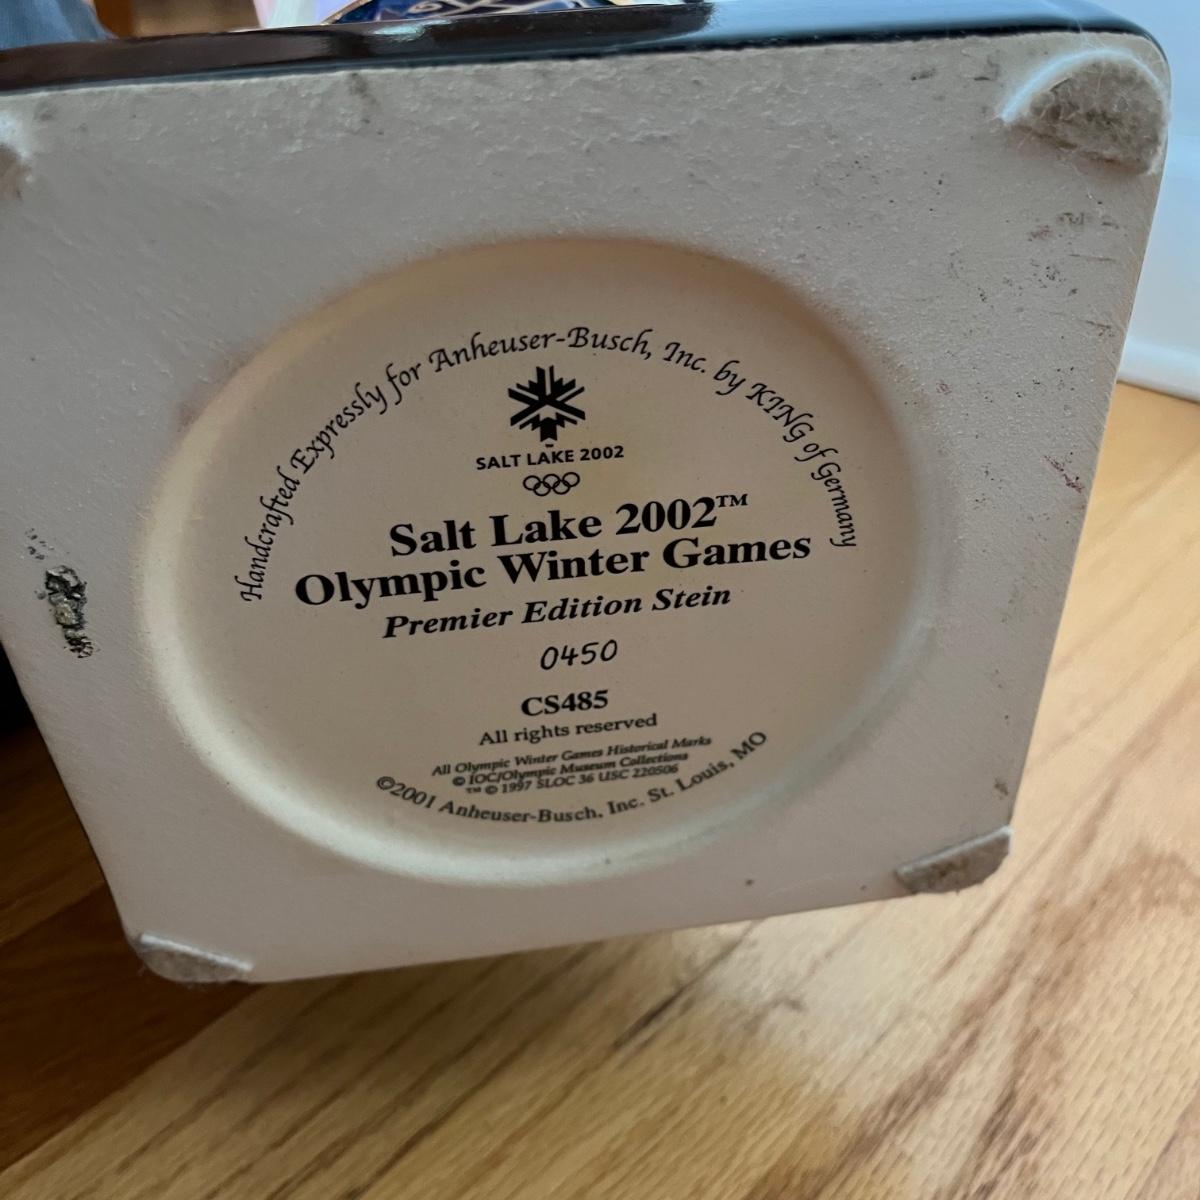 Handcrafted Expressly for Anheuser-Busch, Inc. by KING of Germany
SALT LAKE 2002
Salt Lake 2002™
Olympic Winter Games
Premier Edition Stein
0450
CS485
All rights reserved
All Olympic Winter Games Historical Marks
© IOC/Olympic Museum Collections
™ © 1997 SLOC 36 USC 220506
©2001 Anheuser-Busch, Inc. St. Louis, MO